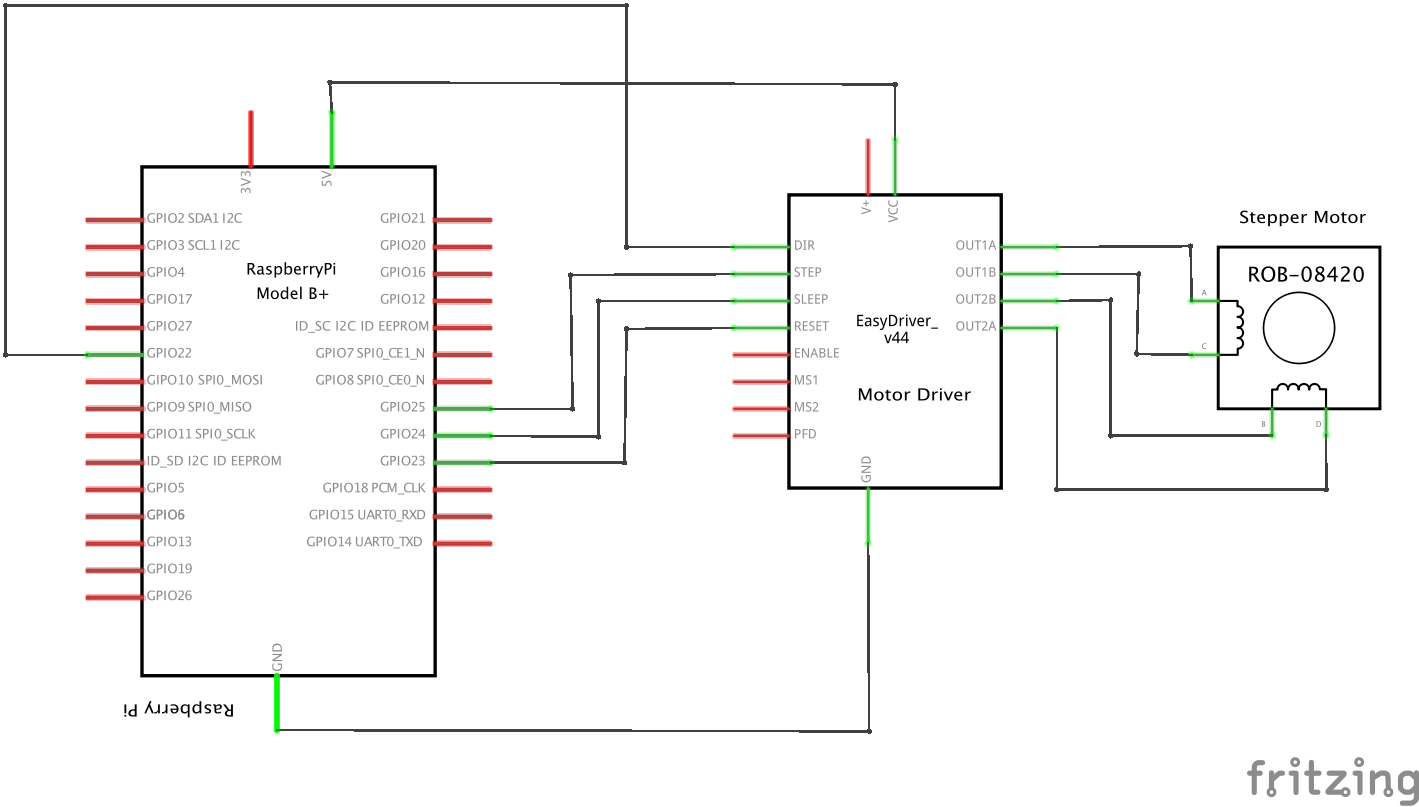 3V3
5V
GPIO2 SDA1 I2C
GPIO3 SCL1 I2C
GPIO4
GPIO17
GPIO27
GPIO22
GIPO10 SPI0_MOSI
GPIO9 SPI0_MISO
GPIO11 SPI0_SCLK
ID_SD I2C ID EEPROM
GPIO5
GPIO6
GPIO13
GPIO19
GPIO26
RaspberryPi
Model B+
GPIO21
GPIO20
GPIO16
GPIO12
ID_SC I2C ID EEPROM
GPIO7 SPI0_CE1_N
GPIO8 SPI0_CE0_N
GPIO25
GPIO24
GPIO23
GPIO18 PCM_CLK
GPIO15 UART0_RXD
GPIO14 UART0_TXD
GND
Raspberry Pi
V+
VCC
DIR
STEP
SLEEP
RESET
ENABLE
MS1
MS2
PFD
EasyDriver_
v44
Motor Driver
OUT1A
OUT1B
OUT2B
OUT2A
GND
Stepper Motor
ROB-08420
A
C
B
D
fritzing